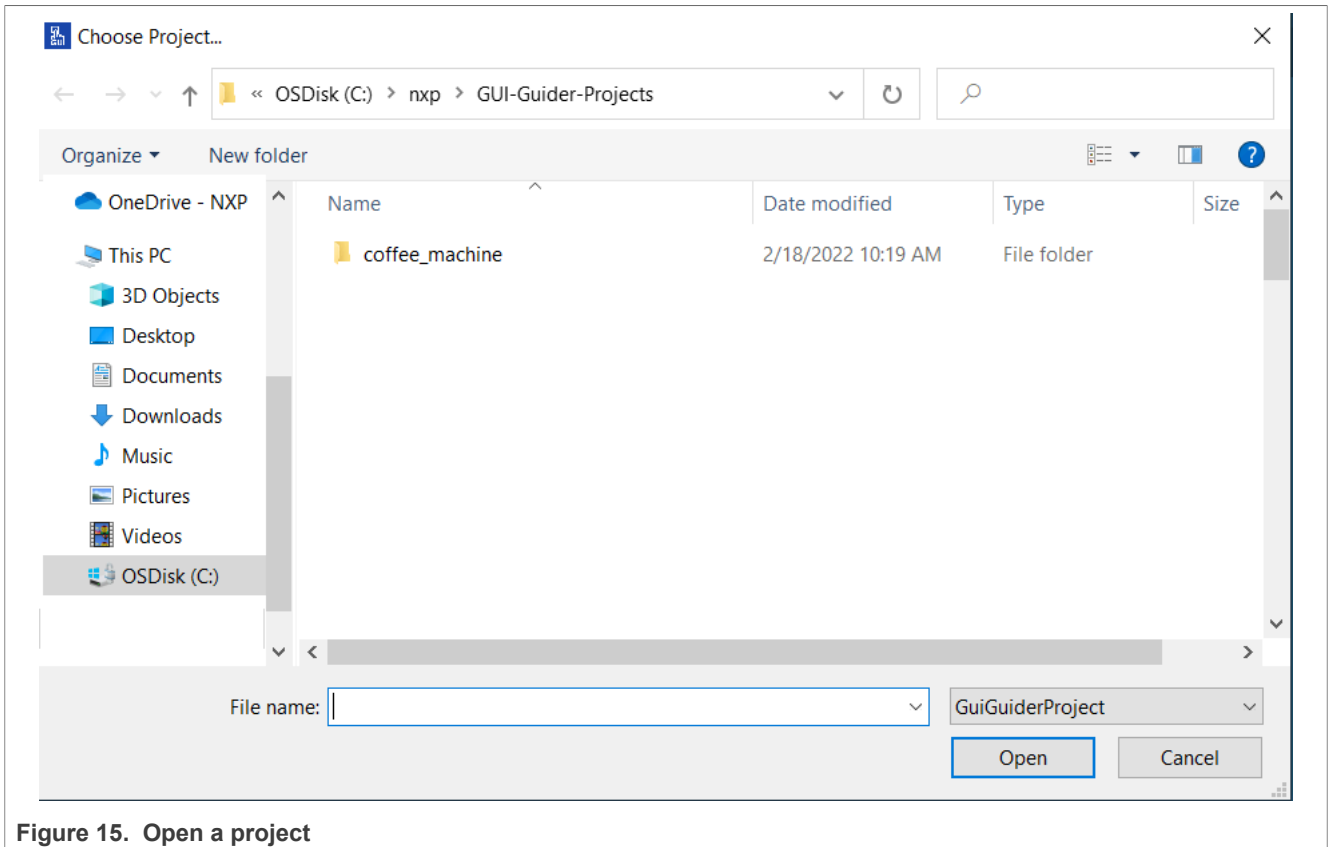 Choose Project...
« OSDisk (C:) > nxp > GUI-Guider-Projects
Organize New folder
OneDrive - NXP
Name Date modified Type Size
This PC
coffee_machine 2/18/2022 10:19 AM File folder
3D Objects
Desktop
Documents
Downloads
Music
Pictures
Videos
OSDisk (C:)
File name: GuiGuiderProject
Open Cancel
Figure 15. Open a project